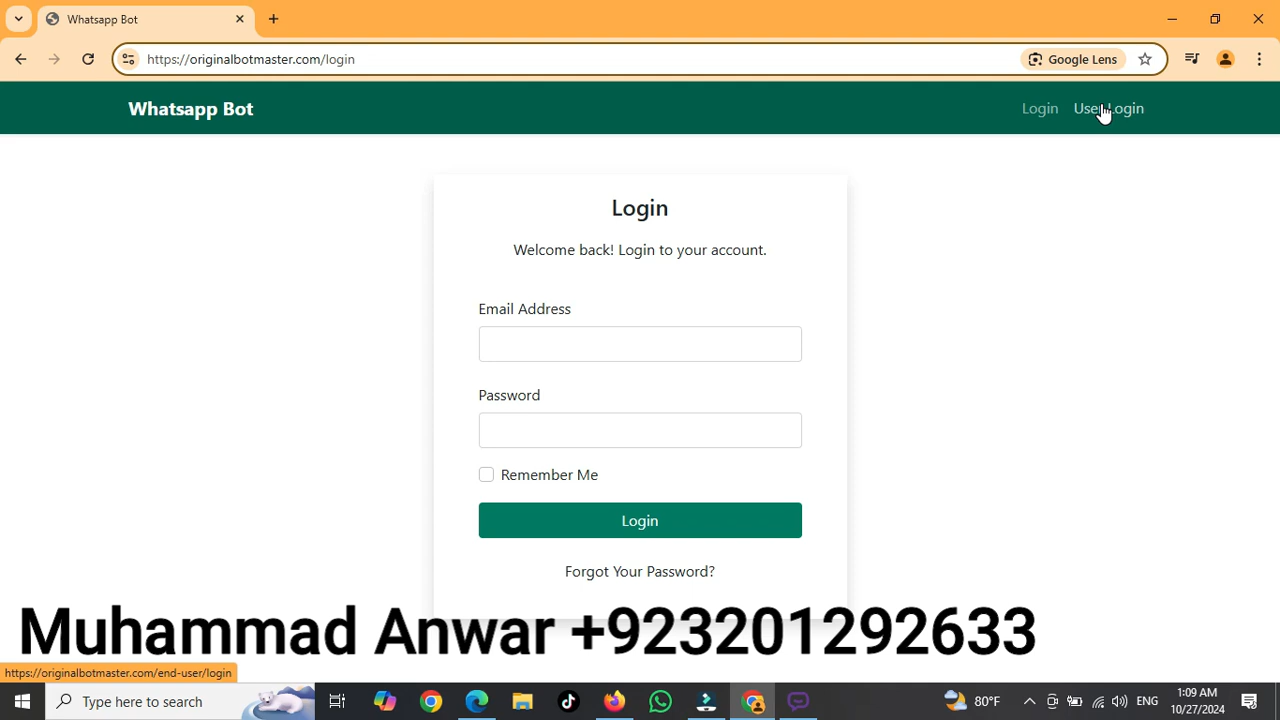 Whatsapp Bot
https://originalbotmaster.com/login
Google Lens
Whatsapp Bot
Login
User Login
Login
Welcome back! Login to your account.
Email Address
Password
Remember Me
Login
Forgot Your Password?
Muhammad Anwar +923201292633
https://originalbotmaster.com/end-user/login
Type here to search
80°F
ENG
1:09 AM
10/27/2024